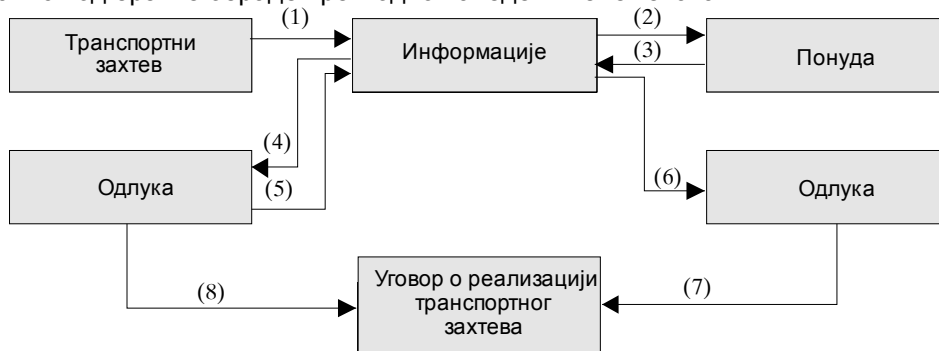 (1)
(2)
Транспортни
захтев
Информације
(3)
Понуда
(4)
Одлука
(5)
(6)
Одлука
Уговор о реализацији
транспортног
захтева
(8)
(7)